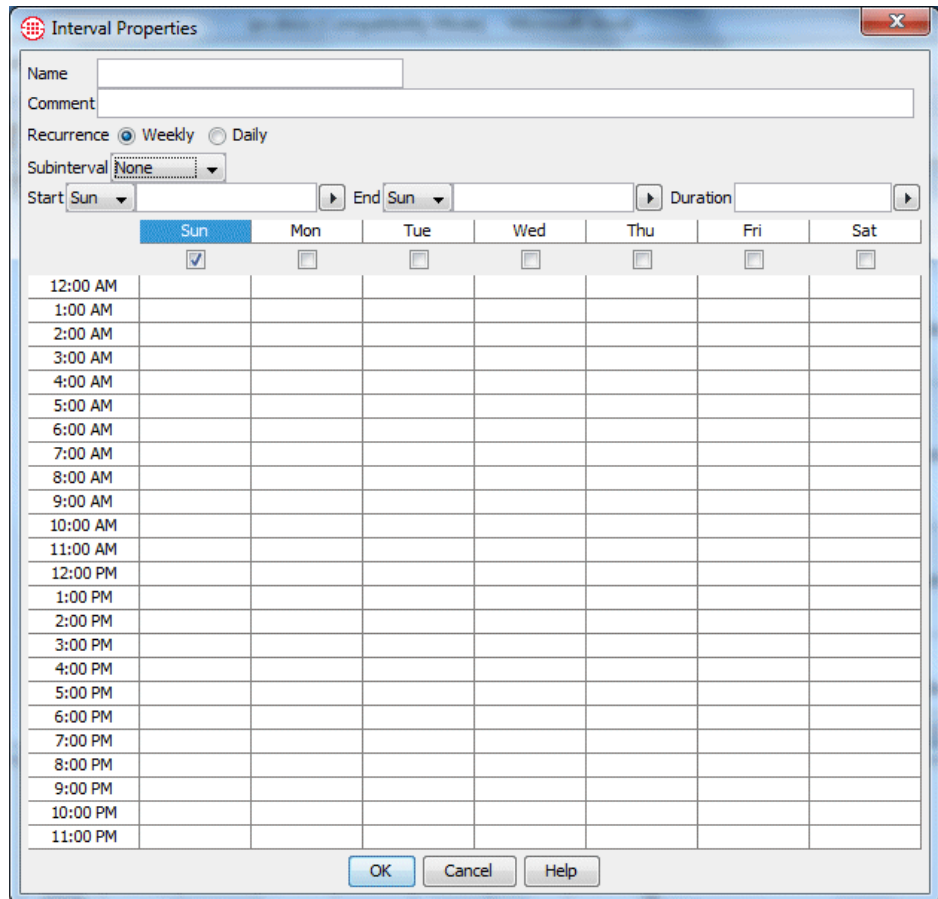 Interval Properties
Name
Comment
Recurrence Weekly Daily
Subinterval None
Start Sun End Sun Duration
Sun Mon Tue Wed Thu Fri Sat
12:00 AM
1:00 AM
2:00 AM
3:00 AM
4:00 AM
5:00 AM
6:00 AM
7:00 AM
8:00 AM
9:00 AM
10:00 AM
11:00 AM
12:00 PM
1:00 PM
2:00 PM
3:00 PM
4:00 PM
5:00 PM
6:00 PM
7:00 PM
8:00 PM
9:00 PM
10:00 PM
11:00 PM
OK Cancel Help